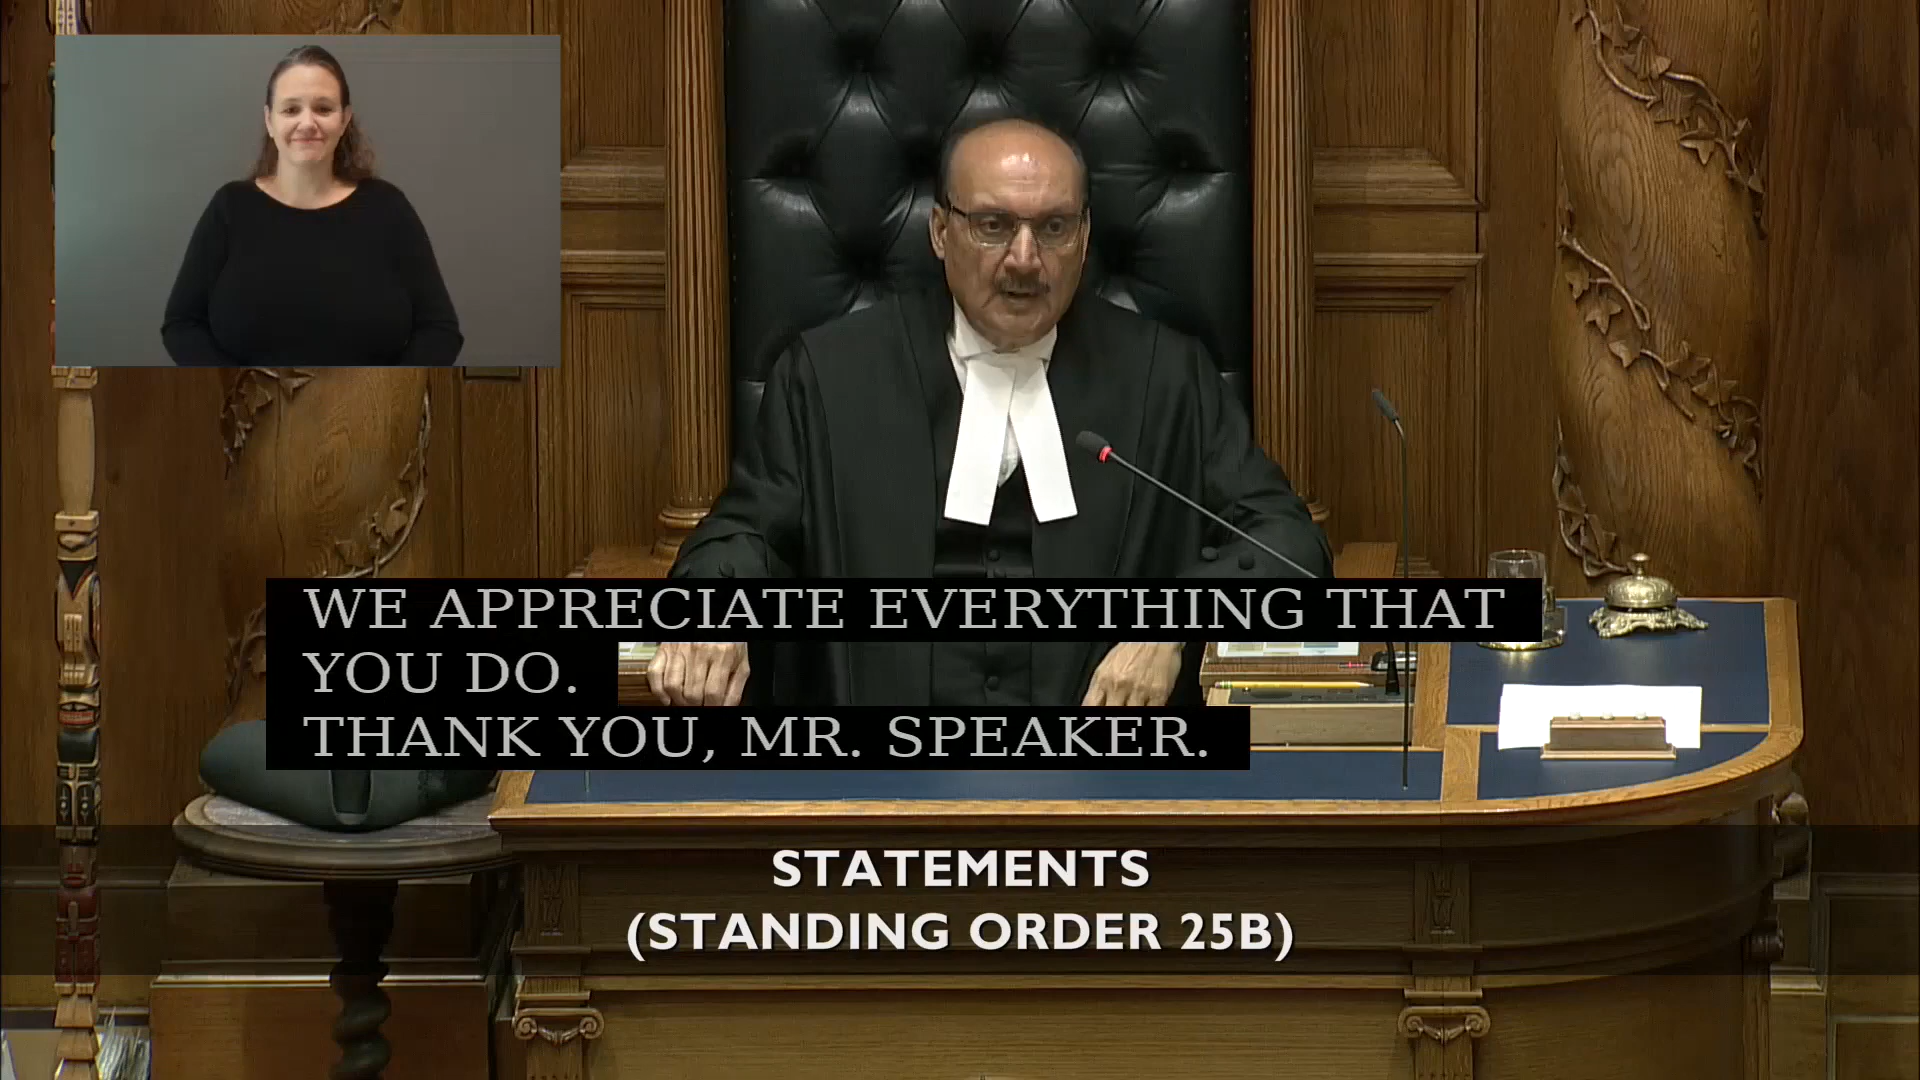 WE APPRECIATE EVERYTHING THAT
YOU DO.
THANK YOU, MR. SPEAKER.
STATEMENTS
(STANDING ORDER 25B)